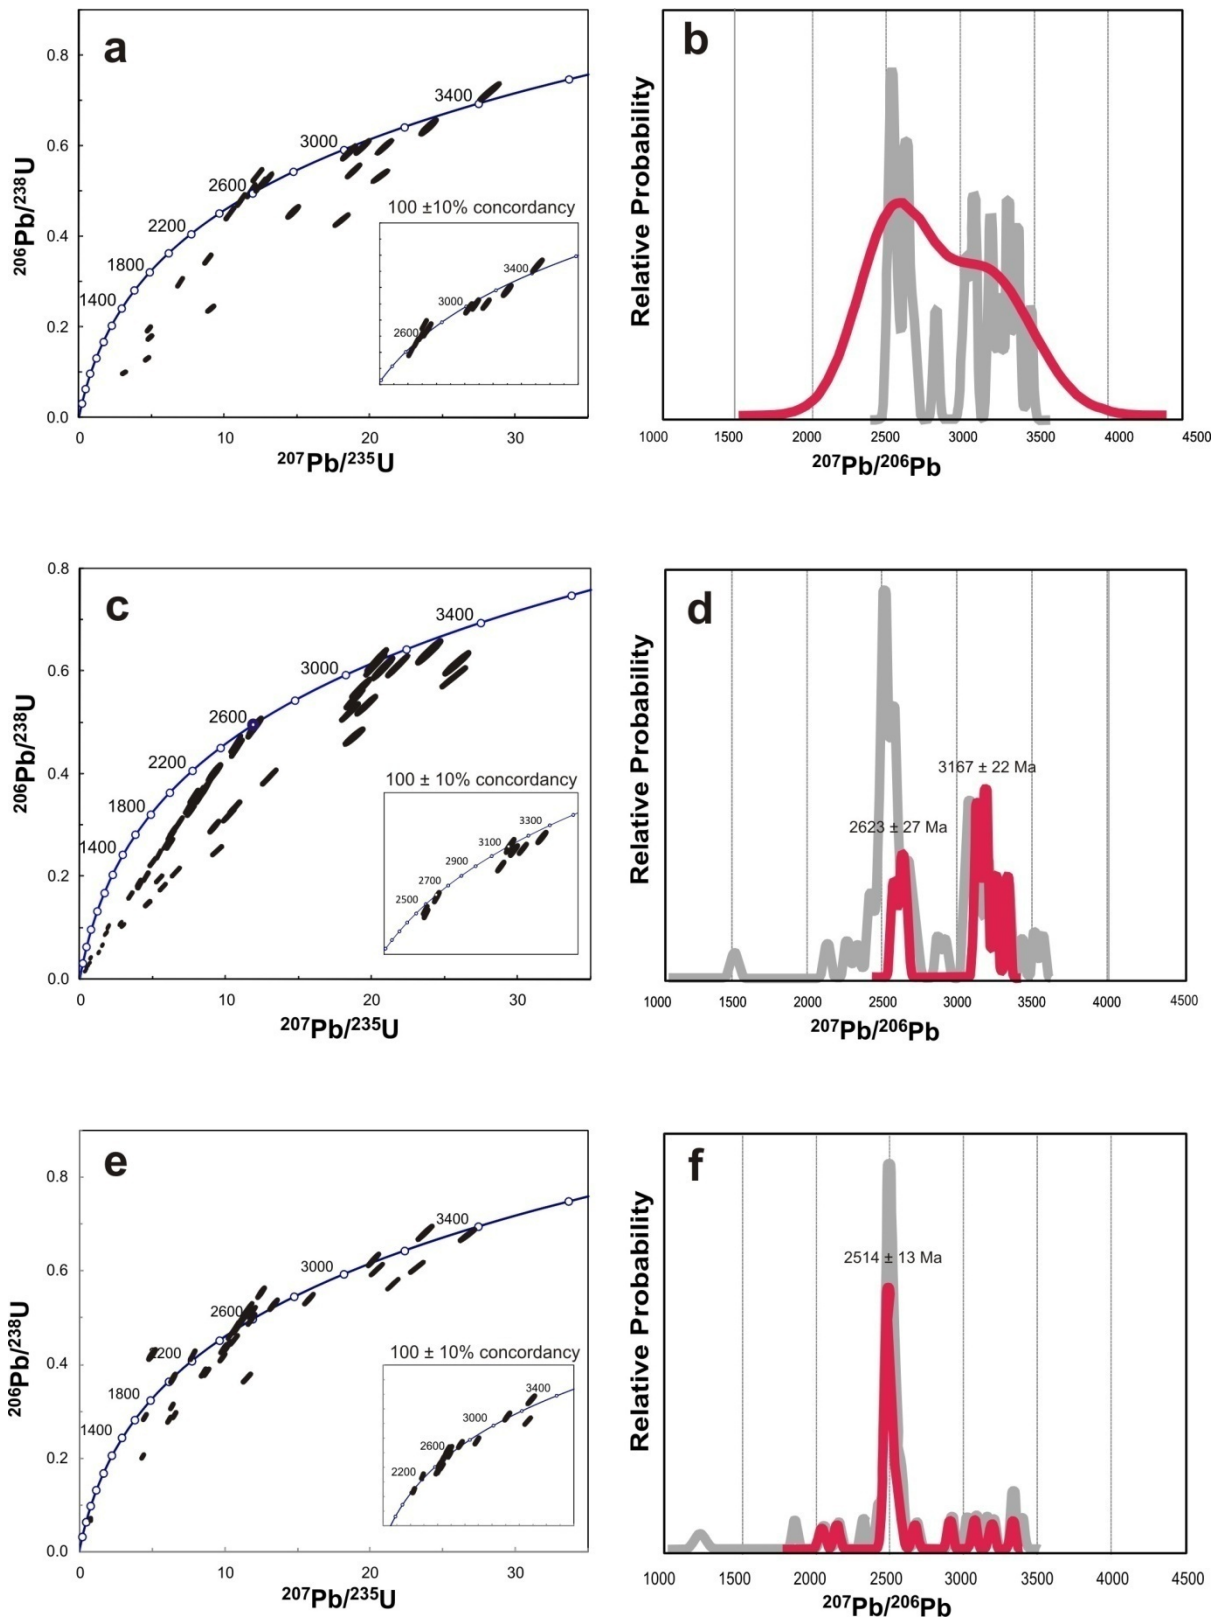 a
0.8
0.6
0.4
0.2
0.0
206Pb/238U
1400
1800
2200
2600
3000
3400
100 ±10% concordancy
2600
3000
3400
0 10 20 30
207Pb/235U
b
Relative Probability
1000 1500 2000 2500 3000 3500 4000 4500
207Pb/206Pb
c
0.8
0.6
0.4
0.2
0.0
206Pb/238U
1400
1800
2200
2600
3000
3400
100 ± 10% concordancy
2500
2700
2900
3100
3300
0 10 20 30
207Pb/235U
d
Relative Probability
3167 ± 22 Ma
2623 ± 27 Ma
1000 1500 2000 2500 3000 3500 4000 4500
207Pb/206Pb
e
0.8
0.6
0.4
0.2
0.0
206Pb/238U
1400
1800
2200
2600
3000
3400
100 ± 10% concordancy
2200
2600
3000
3400
0 10 20 30
207Pb/235U
f
Relative Probability
2514 ± 13 Ma
1000 1500 2000 2500 3000 3500 4000 4500
207Pb/206Pb